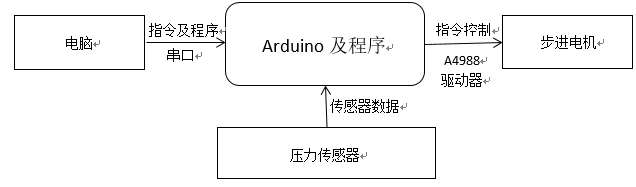 电脑
指令及程序
串口
Arduino 及程序
指令控制
A4988
驱动器
步进电机
传感器数据
压力传感器